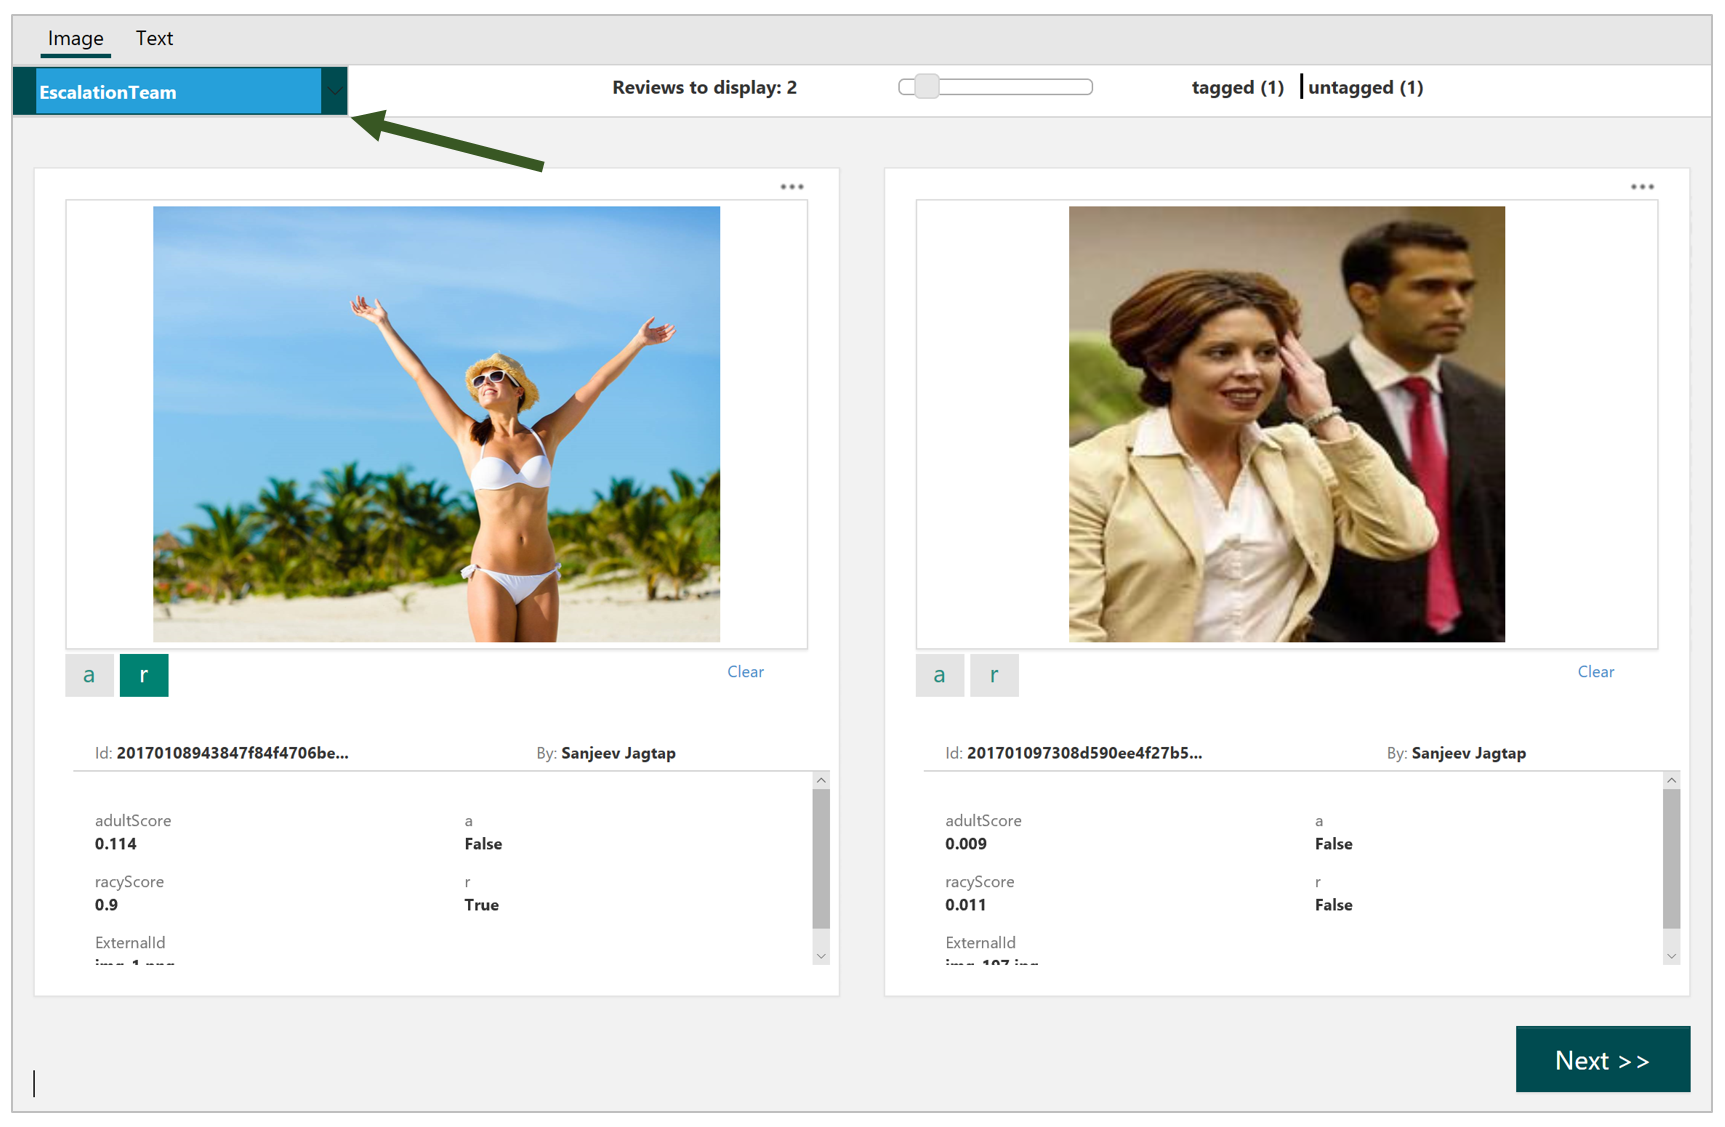 Image Text
EscalationTeam
Reviews to display: 2
tagged (1) untagged (1)
a r Clear
Id: 20170108943847f84f4706be... By: Sanjeev Jagtap
adultScore a
0.114 False
racyScore r
0.9 True
ExternalId
a r Clear
Id: 201701097308d590ee4f27b5... By: Sanjeev Jagtap
adultScore a
0.009 False
racyScore r
0.011 False
ExternalId
Next >>